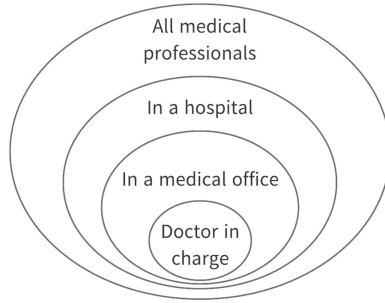 All medical
professionals
In a hospital
In a medical office
Doctor in
charge